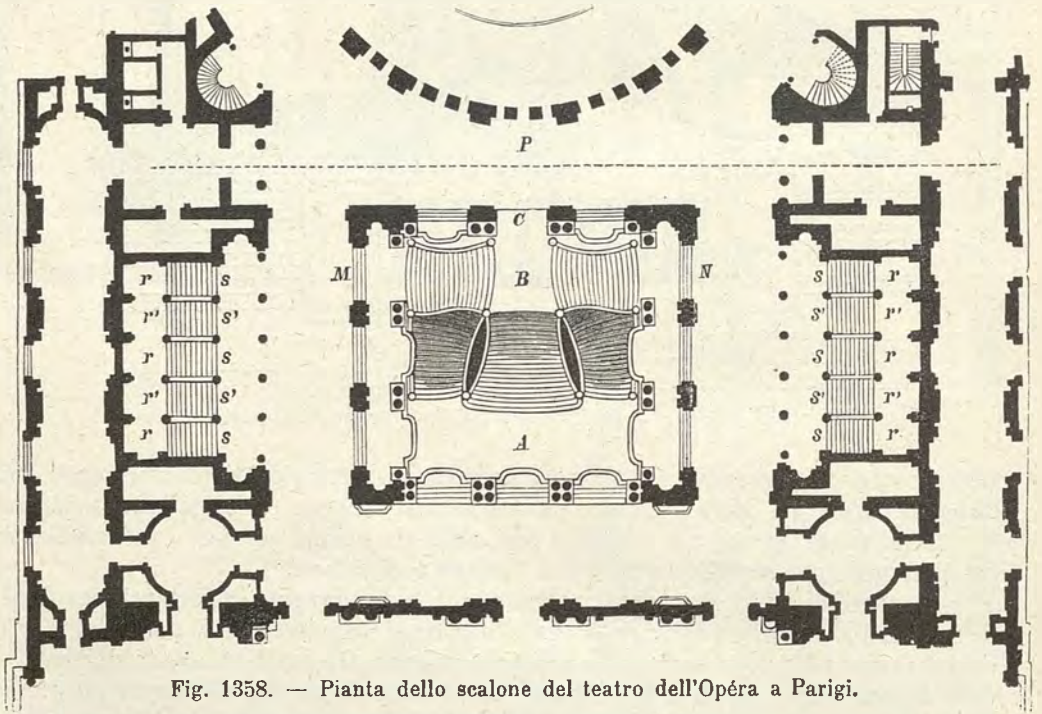 P
C
M B N
r s s r
r' s' s' r'
r s s r
r' s' s' r'
r s A s r
Fig. 1358. — Pianta dello scalone del teatro dell'Opéra a Parigi.